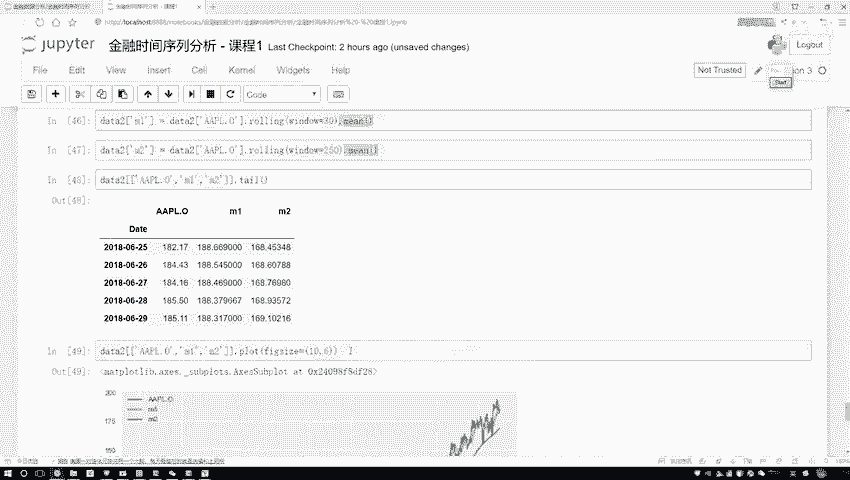 http://localhost:8888/notebooks/
jupyter 金融时间序列分析 - 课程1 Last Checkpoint: 2 hours ago (unsaved changes)
Logout
File Edit View Insert Cell Kernel Widgets Help
Not Trusted
Code
In [46]: data2['m1'] = data2['AAPL.O'].rolling(window=30).mean()
In [47]: data2['m2'] = data2['AAPL.O'].rolling(window=250).mean()
In [48]: data2[['AAPL.O','m1','m2']].tail()
Out[48]:
AAPL.O m1 m2
Date
2018-06-25 182.17 188.669000 168.45348
2018-06-26 184.43 188.545000 168.60788
2018-06-27 184.16 188.469000 168.76980
2018-06-28 185.50 188.379667 168.93572
2018-06-29 185.11 188.317000 169.10216
In [49]: data2[['AAPL.O','m1','m2']].plot(figsize=(10,6))
Out[49]: <matplotlib.axes._subplots.AxesSubplot at 0x24098f8df28>
200
AAPL.O
m1
175
m2
150